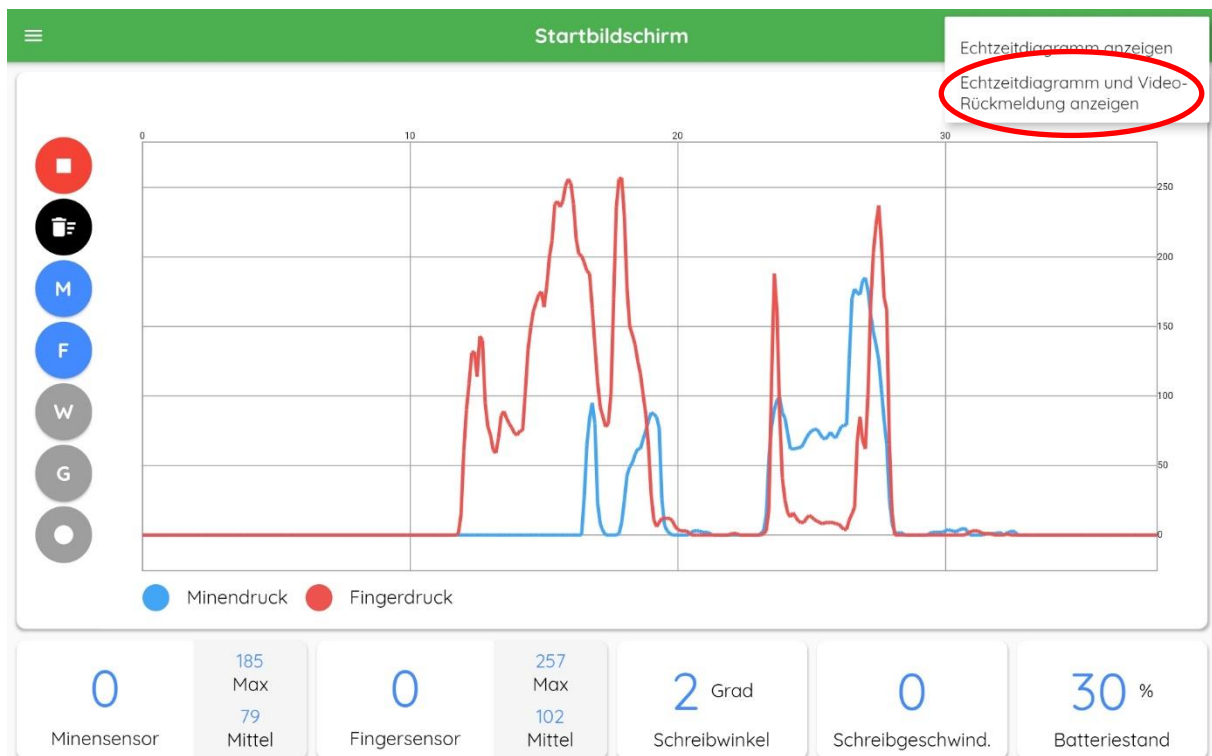 Startbildschirm
Echtzeitdiagramm anzeigen
Echtzeitdiagramm und Video-
Rückmeldung anzeigen
0 10 20 30
250
200
150
100
50
0
M
F
W
G
Minendruck Fingerdruck
0
Minensensor
185
Max
79
Mittel
0
Fingersensor
257
Max
102
Mittel
2 Grad
Schreibwinkel
0
Schreibgeschwind.
30 %
Batteriestand